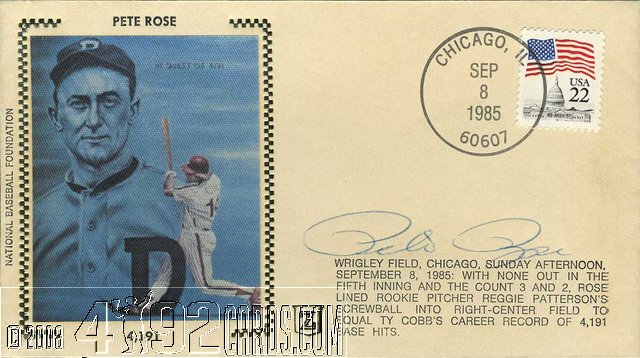 PETE ROSE
NATIONAL BASEBALL FOUNDATION
D
1
D
4,191
Z
CHICAGO, IL
SEP
8
1985
60607
USA
22
Pete Rose
WRIGLEY FIELD, CHICAGO, SUNDAY AFTERNOON,
SEPTEMBER 8, 1985: WITH NONE OUT IN THE
FIFTH INNING AND THE COUNT 3 AND 2, ROSE
LINED ROOKIE PITCHER REGGIE PATTERSON'S
SCREWBALL INTO RIGHT-CENTER FIELD TO
EQUAL TY COBB'S CAREER RECORD OF 4,191
BASE HITS.
4192CARDS.COM